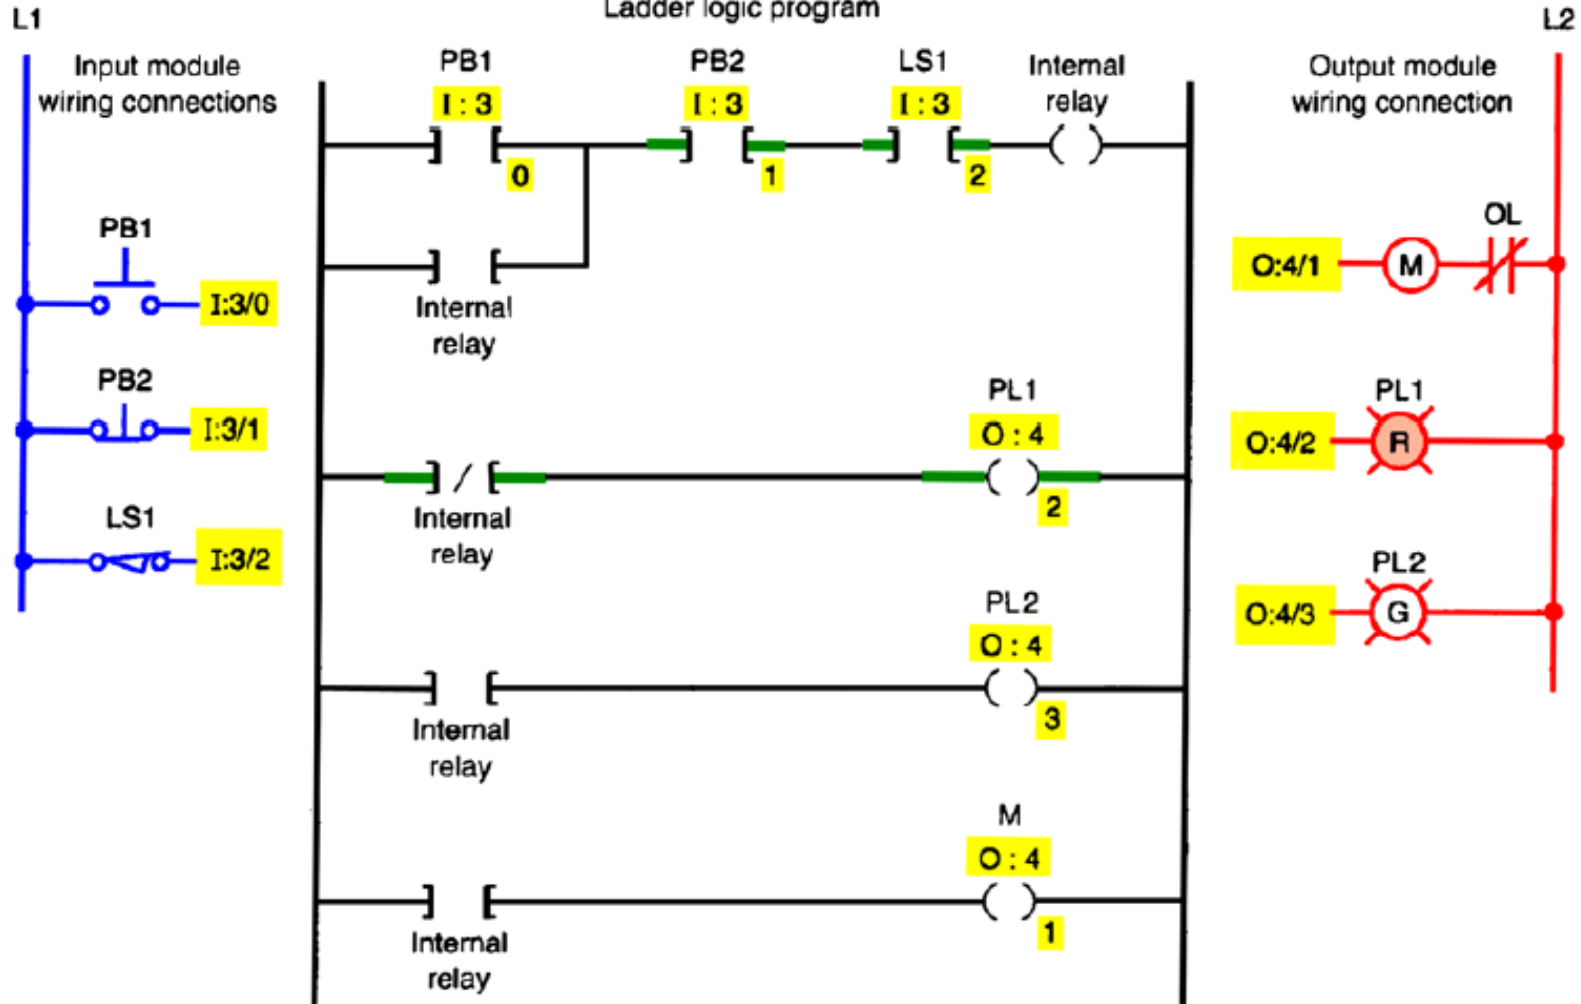 Ladder logic program
L1
L2
Input module
wiring connections
PB1
I:3/0
PB2
I:3/1
LS1
I:3/2
PB1
I : 3
0
PB2
I : 3
1
LS1
I : 3
2
Internal
relay
Internal
relay
PL1
O : 4
2
Internal
relay
PL2
O : 4
3
Internal
relay
M
O : 4
1
Internal
relay
Output module
wiring connection
O:4/1
M
OL
O:4/2
PL1
R
O:4/3
PL2
G